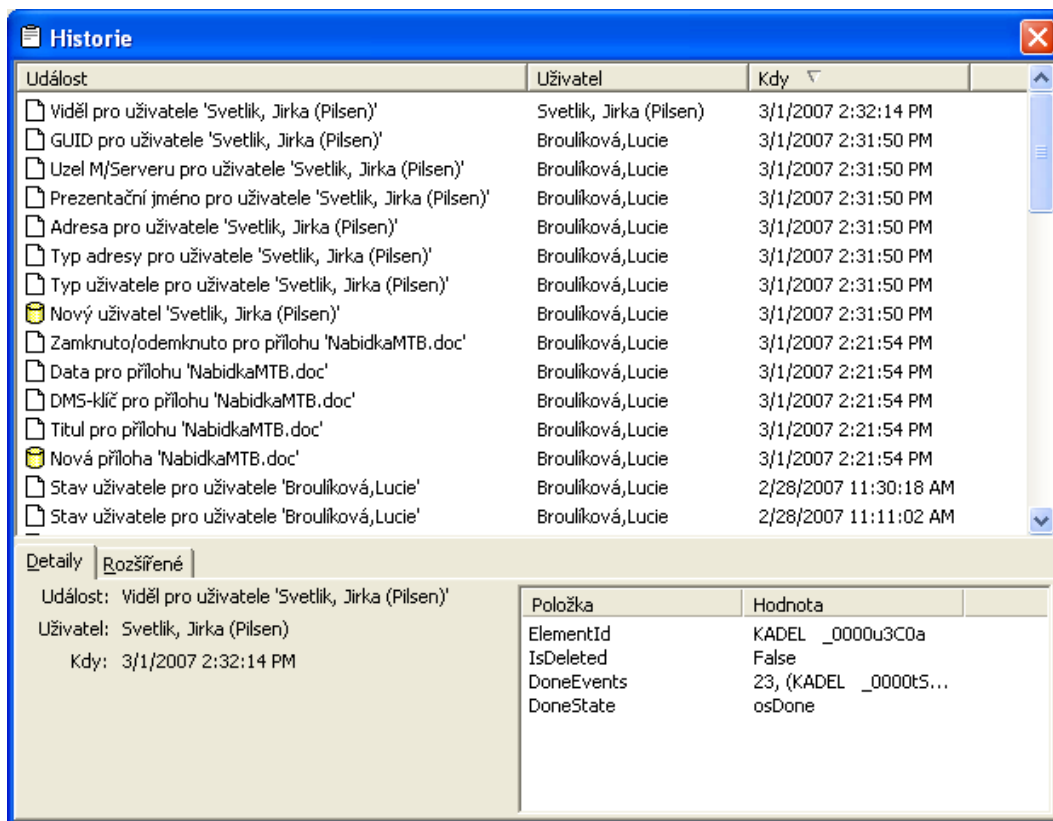 Historie
Událost Uživatel Kdy
Viděl pro uživatele 'Svetlik, Jirka (Pilsen)' Svetlik, Jirka (Pilsen) 3/1/2007 2:32:14 PM
GUID pro uživatele 'Svetlik, Jirka (Pilsen)' Broulíková,Lucie 3/1/2007 2:31:50 PM
Uzel M/Serveru pro uživatele 'Svetlik, Jirka (Pilsen)' Broulíková,Lucie 3/1/2007 2:31:50 PM
Prezentační jméno pro uživatele 'Svetlik, Jirka (Pilsen)' Broulíková,Lucie 3/1/2007 2:31:50 PM
Adresa pro uživatele 'Svetlik, Jirka (Pilsen)' Broulíková,Lucie 3/1/2007 2:31:50 PM
Typ adresy pro uživatele 'Svetlik, Jirka (Pilsen)' Broulíková,Lucie 3/1/2007 2:31:50 PM
Typ uživatele pro uživatele 'Svetlik, Jirka (Pilsen)' Broulíková,Lucie 3/1/2007 2:31:50 PM
Nový uživatel 'Svetlik, Jirka (Pilsen)' Broulíková,Lucie 3/1/2007 2:31:50 PM
Zamknuto/odemknuto pro přílohu 'NabidkaMTB.doc' Broulíková,Lucie 3/1/2007 2:21:54 PM
Data pro přílohu 'NabidkaMTB.doc' Broulíková,Lucie 3/1/2007 2:21:54 PM
DMS-klíč pro přílohu 'NabidkaMTB.doc' Broulíková,Lucie 3/1/2007 2:21:54 PM
Titul pro přílohu 'NabidkaMTB.doc' Broulíková,Lucie 3/1/2007 2:21:54 PM
Nová příloha 'NabidkaMTB.doc' Broulíková,Lucie 3/1/2007 2:21:54 PM
Stav uživatele pro uživatele 'Broulíková,Lucie' Broulíková,Lucie 2/28/2007 11:30:18 AM
Stav uživatele pro uživatele 'Broulíková,Lucie' Broulíková,Lucie 2/28/2007 11:11:02 AM
Detaily Rozšířené
Událost: Viděl pro uživatele 'Svetlik, Jirka (Pilsen)'
Uživatel: Svetlik, Jirka (Pilsen)
Kdy: 3/1/2007 2:32:14 PM
Položka Hodnota
ElementId KADEL _0000u3C0a
IsDeleted False
DoneEvents 23, (KADEL _0000tS...
DoneState osDone